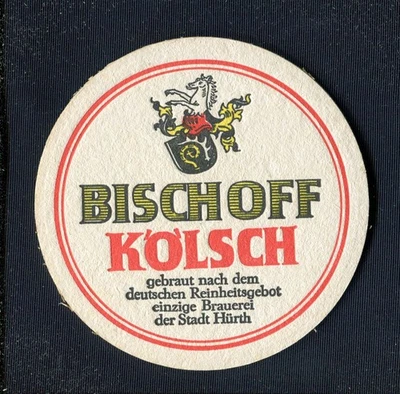 BISCHOFF
KÖLSCH
gebraut nach dem
deutschen Reinheitsgebot
einzige Brauerei
der Stadt Hürth